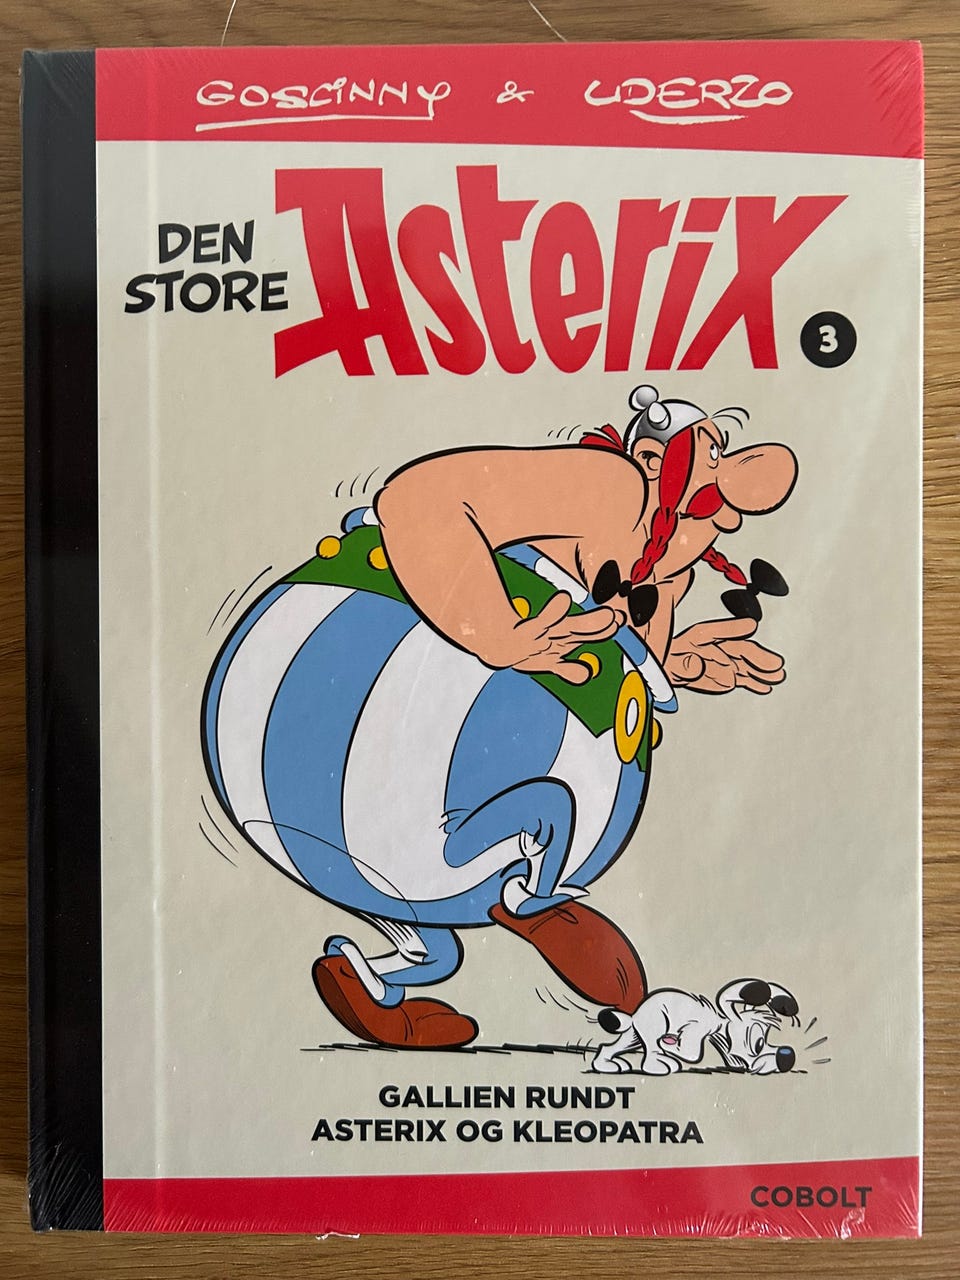 GOSCINNY & UDERZO
DEN STORE Asterix
3
GALLIEN RUNDT
ASTERIX OG KLEOPATRA
COBOLT